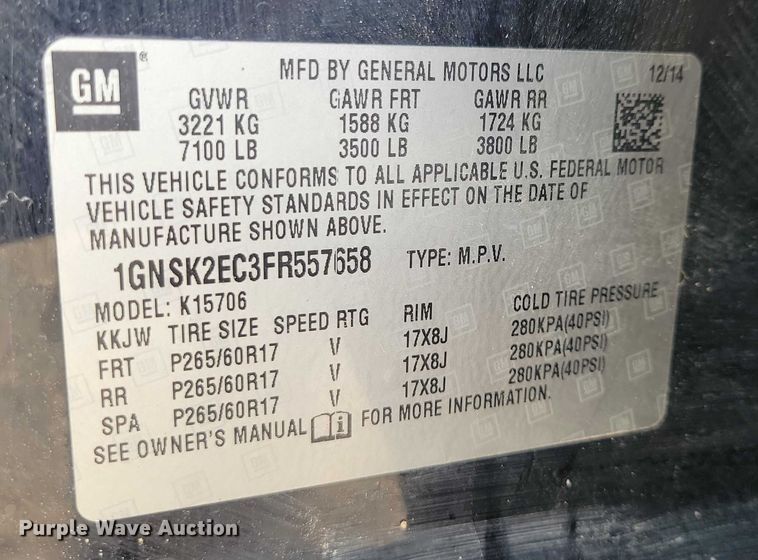 GM® MFD BY GENERAL MOTORS LLC 12/14
GVWR GAWR FRT GAWR RR
3221 KG 1588 KG 1724 KG
7100 LB 3500 LB 3800 LB
THIS VEHICLE CONFORMS TO ALL APPLICABLE U.S. FEDERAL MOTOR
VEHICLE SAFETY STANDARDS IN EFFECT ON THE DATE OF
MANUFACTURE SHOWN ABOVE.
1GNSK2EC3FR557658 TYPE: M.P.V.
MODEL: K15706
KKJW TIRE SIZE SPEED RTG RIM COLD TIRE PRESSURE
FRT P265/60R17 V 17X8J 280KPA(40PSI)
RR P265/60R17 V 17X8J 280KPA(40PSI)
SPA P265/60R17 V 17X8J 280KPA(40PSI)
SEE OWNER'S MANUAL i FOR MORE INFORMATION.
Purple Wave Auction